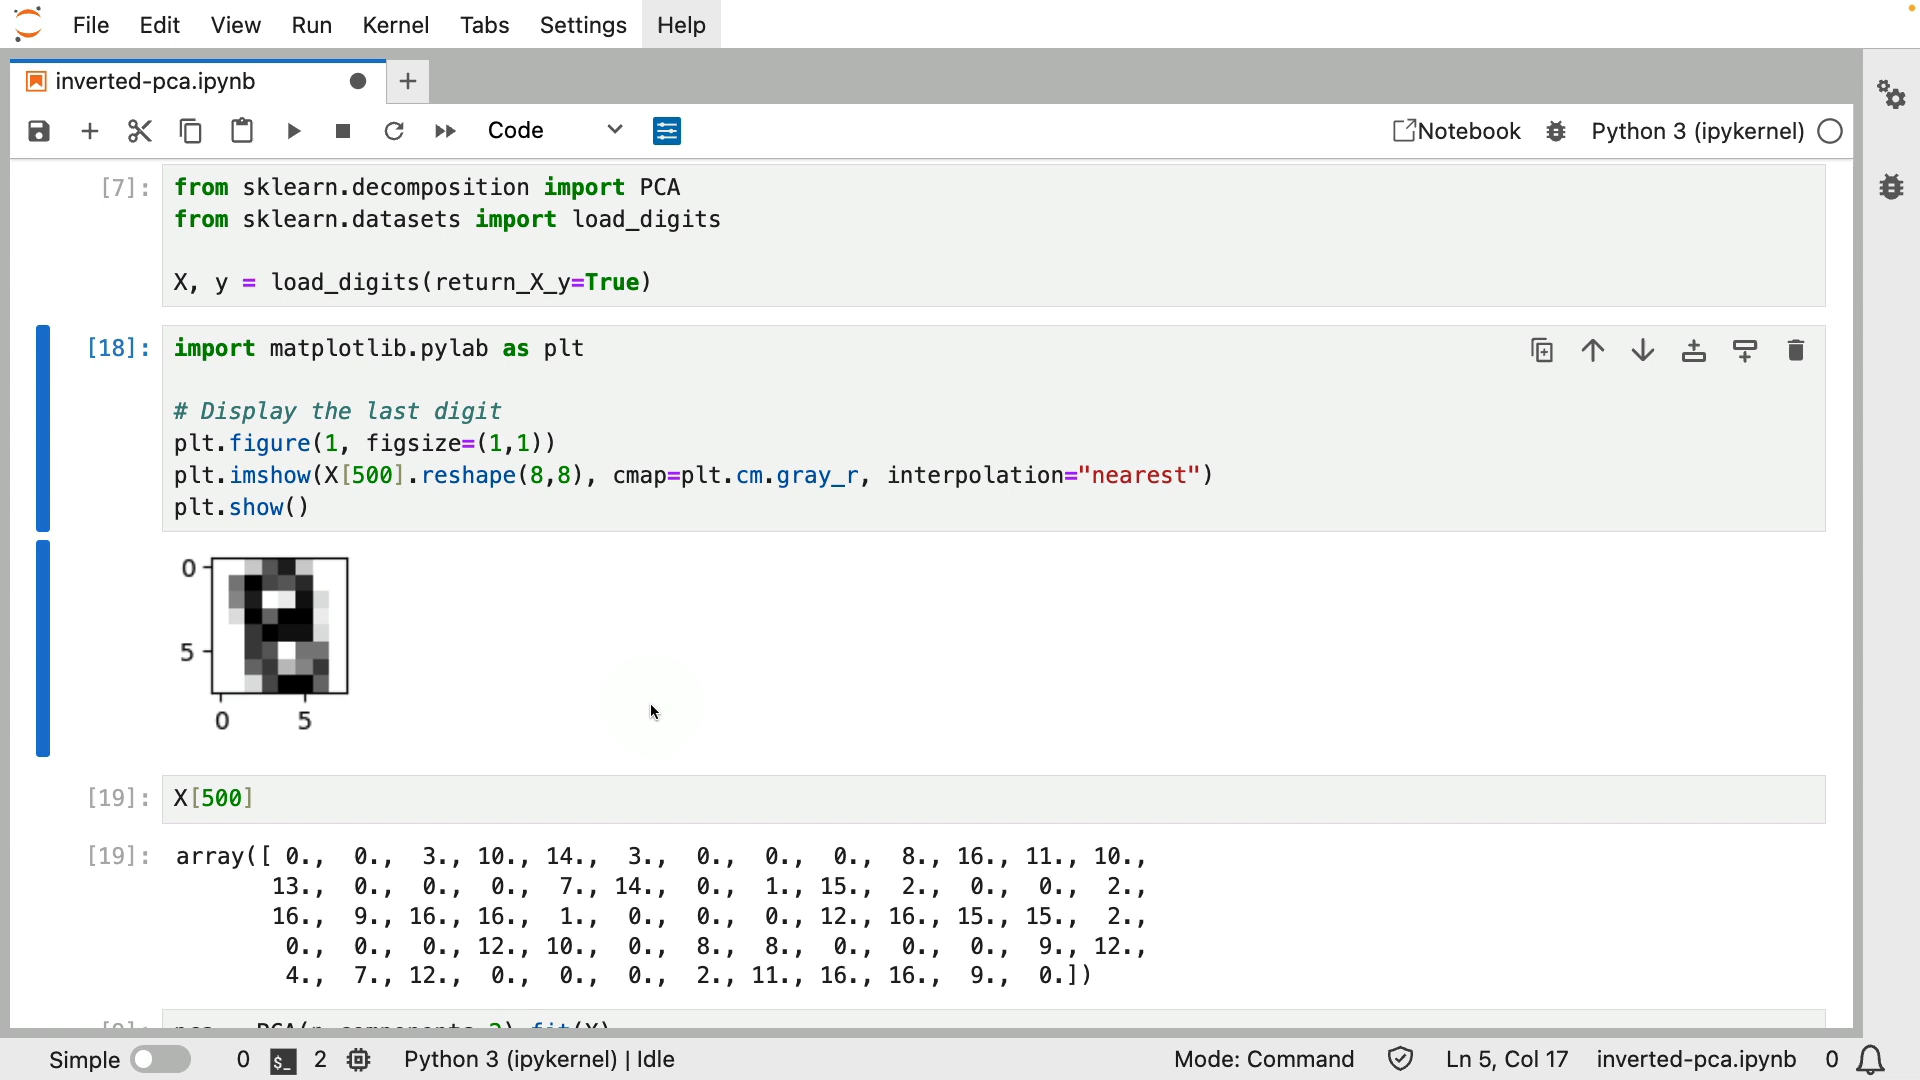 File Edit View Run Kernel Tabs Settings Help
inverted-pca.ipynb
Code Notebook Python 3 (ipykernel)
[7]: from sklearn.decomposition import PCA
from sklearn.datasets import load_digits
X, y = load_digits(return_X_y=True)
[18]: import matplotlib.pylab as plt
# Display the last digit
plt.figure(1, figsize=(1,1))
plt.imshow(X[500].reshape(8,8), cmap=plt.cm.gray_r, interpolation="nearest")
plt.show()
0
5
0 5
[19]: X[500]
[19]: array([ 0., 0., 3., 10., 14., 3., 0., 0., 0., 8., 16., 11., 10.,
13., 0., 0., 0., 7., 14., 0., 1., 15., 2., 0., 0., 2.,
16., 9., 16., 16., 1., 0., 0., 0., 12., 16., 15., 15., 2.,
0., 0., 0., 12., 10., 0., 8., 8., 0., 0., 0., 9., 12.,
4., 7., 12., 0., 0., 0., 2., 11., 16., 16., 9., 0.])
Simple 0 $_ 2 Python 3 (ipykernel) | Idle Mode: Command Ln 5, Col 17 inverted-pca.ipynb 0